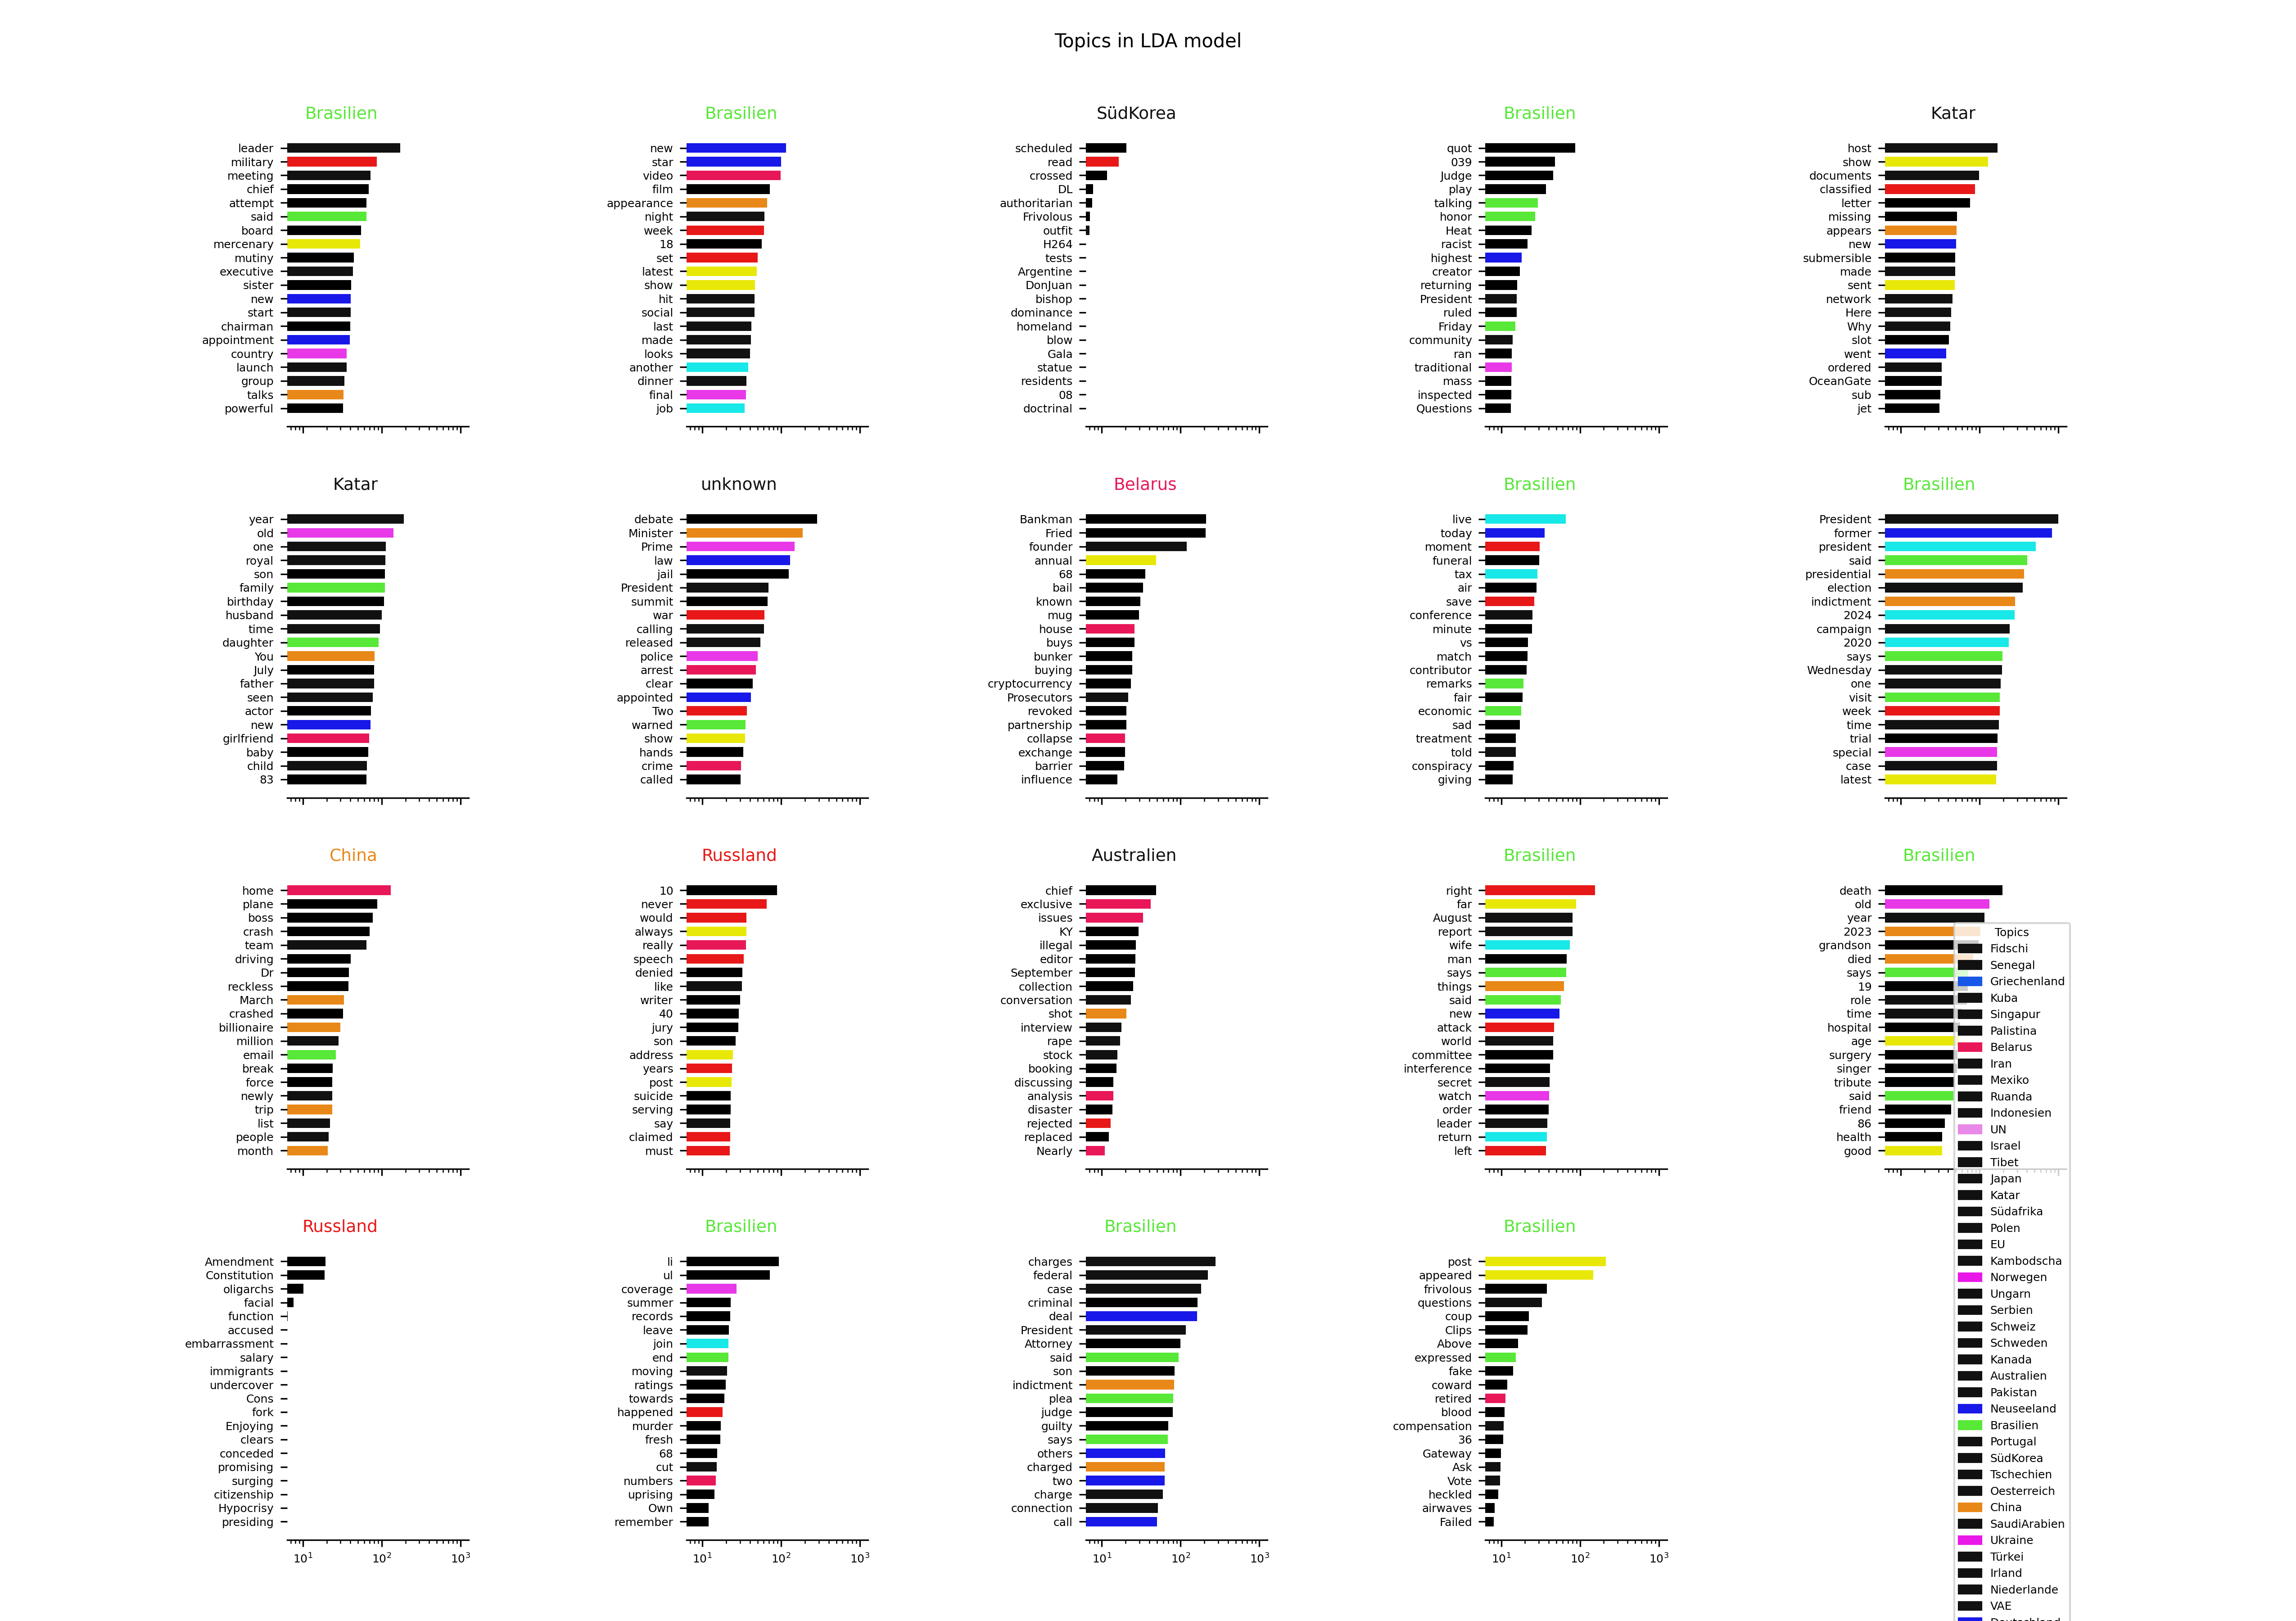 Topics in LDA model
Brasilien
leader
military
meeting
chief
attempt
said
board
mercenary
mutiny
executive
sister
new
start
chairman
appointment
country
launch
group
talks
powerful
Brasilien
new
star
video
film
appearance
night
week
18
set
latest
show
hit
social
last
made
looks
another
dinner
final
job
SüdKorea
scheduled
read
crossed
DL
authoritarian
Frivolous
outfit
H264
tests
Argentine
DonJuan
bishop
dominance
homeland
blow
Gala
statue
residents
08
doctrinal
Brasilien
quot
039
Judge
play
talking
honor
Heat
racist
highest
creator
returning
President
ruled
Friday
community
ran
traditional
mass
inspected
Questions
Katar
host
show
documents
classified
letter
missing
appears
new
submersible
made
sent
network
Here
Why
slot
went
ordered
OceanGate
sub
jet
Katar
year
old
one
royal
son
family
birthday
husband
time
daughter
You
July
father
seen
actor
new
girlfriend
baby
child
83
unknown
debate
Minister
Prime
law
jail
President
summit
war
calling
released
police
arrest
clear
appointed
Two
warned
show
hands
crime
called
Belarus
Bankman
Fried
founder
annual
68
bail
known
mug
house
buys
bunker
buying
cryptocurrency
Prosecutors
revoked
partnership
collapse
exchange
barrier
influence
Brasilien
live
today
moment
funeral
tax
air
save
conference
minute
vs
match
contributor
remarks
fair
economic
sad
treatment
told
conspiracy
giving
Brasilien
President
former
president
said
presidential
election
indictment
2024
campaign
2020
says
Wednesday
one
visit
week
time
trial
special
case
latest
China
home
plane
boss
crash
team
driving
Dr
reckless
March
crashed
billionaire
million
email
break
force
newly
trip
list
people
month
Russland
10
never
would
always
really
speech
denied
like
writer
40
jury
son
address
years
post
suicide
serving
say
claimed
must
Australien
chief
exclusive
issues
KY
illegal
editor
September
collection
conversation
shot
interview
rape
stock
booking
discussing
analysis
disaster
rejected
replaced
Nearly
Brasilien
right
far
August
report
wife
man
says
things
said
new
attack
world
committee
interference
secret
watch
order
leader
return
left
Brasilien
death
old
year
2023
grandson
died
says
19
role
time
hospital
age
surgery
singer
tribute
said
friend
86
health
good
Russland
Amendment
Constitution
oligarchs
facial
function
accused
embarrassment
salary
immigrants
undercover
Cons
fork
Enjoying
clears
conceded
promising
surging
citizenship
Hypocrisy
presiding
10¹ 10² 10³
Brasilien
li
ul
coverage
summer
records
leave
join
end
moving
ratings
towards
happened
murder
fresh
68
cut
numbers
uprising
Own
remember
10¹ 10² 10³
Brasilien
charges
federal
case
criminal
deal
President
Attorney
said
son
indictment
plea
judge
guilty
says
others
charged
two
charge
connection
call
10¹ 10² 10³
Brasilien
post
appeared
frivolous
questions
coup
Clips
Above
expressed
fake
coward
retired
blood
compensation
36
Gateway
Ask
Vote
heckled
airwaves
Failed
10¹ 10² 10³
Topics
Fidschi
Senegal
Griechenland
Kuba
Singapur
Palistina
Belarus
Iran
Mexiko
Ruanda
Indonesien
UN
Israel
Tibet
Japan
Katar
Südafrika
Polen
EU
Kambodscha
Norwegen
Ungarn
Serbien
Schweiz
Schweden
Kanada
Australien
Pakistan
Neuseeland
Brasilien
Portugal
SüdKorea
Tschechien
Oesterreich
China
SaudiArabien
Ukraine
Türkei
Irland
Niederlande
VAE